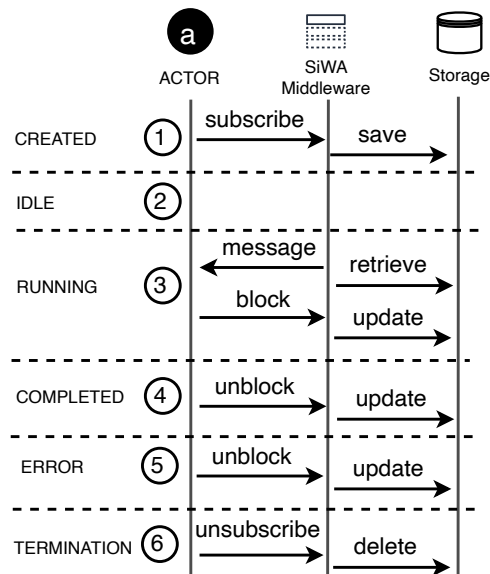 a
ACTOR
SiWA
Middleware
Storage
CREATED 1 subscribe save
IDLE 2
RUNNING 3 message retrieve
block update
COMPLETED 4 unblock update
ERROR 5 unblock update
TERMINATION 6 unsubscribe delete